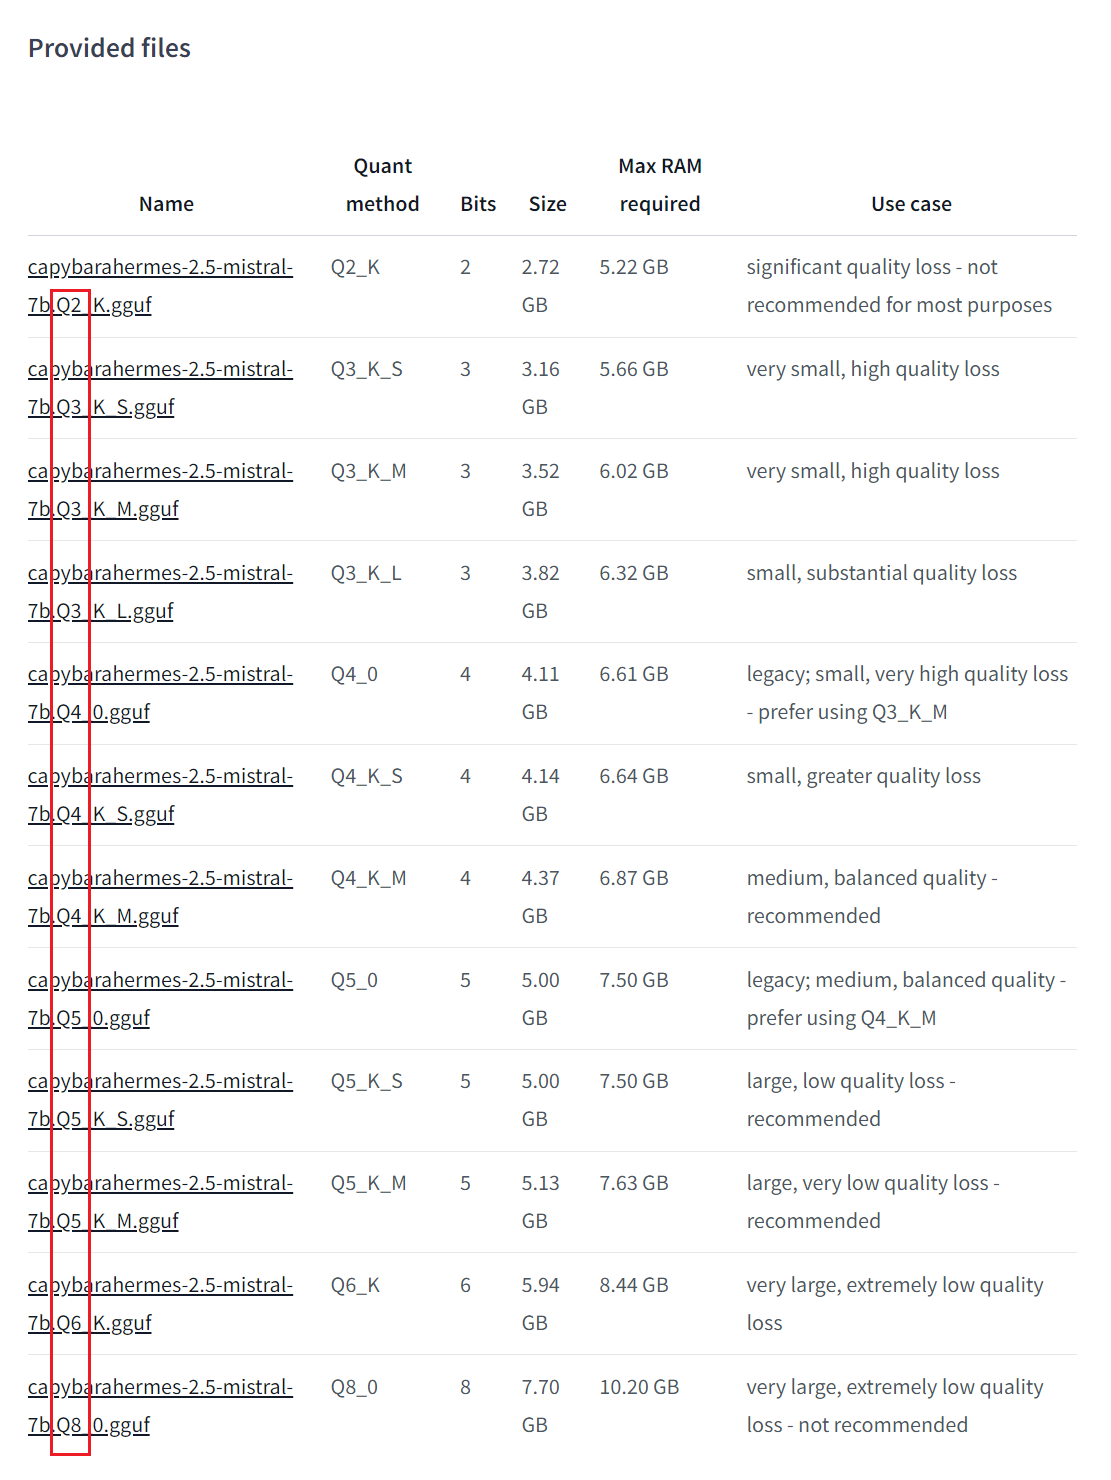 Provided files
Quant Max RAM
Name method Bits Size required Use case
capybarahermes-2.5-mistral- Q2_K 2 2.72 5.22 GB significant quality loss - not
7b.Q2_K.gguf GB recommended for most purposes
capybarahermes-2.5-mistral- Q3_K_S 3 3.16 5.66 GB very small, high quality loss
7b.Q3_K_S.gguf GB
capybarahermes-2.5-mistral- Q3_K_M 3 3.52 6.02 GB very small, high quality loss
7b.Q3_K_M.gguf GB
capybarahermes-2.5-mistral- Q3_K_L 3 3.82 6.32 GB small, substantial quality loss
7b.Q3_K_L.gguf GB
capybarahermes-2.5-mistral- Q4_0 4 4.11 6.61 GB legacy; small, very high quality loss
7b.Q4_0.gguf GB - prefer using Q3_K_M
capybarahermes-2.5-mistral- Q4_K_S 4 4.14 6.64 GB small, greater quality loss
7b.Q4_K_S.gguf GB
capybarahermes-2.5-mistral- Q4_K_M 4 4.37 6.87 GB medium, balanced quality -
7b.Q4_K_M.gguf GB recommended
capybarahermes-2.5-mistral- Q5_0 5 5.00 7.50 GB legacy; medium, balanced quality -
7b.Q5_0.gguf GB prefer using Q4_K_M
capybarahermes-2.5-mistral- Q5_K_S 5 5.00 7.50 GB large, low quality loss -
7b.Q5_K_S.gguf GB recommended
capybarahermes-2.5-mistral- Q5_K_M 5 5.13 7.63 GB large, very low quality loss -
7b.Q5_K_M.gguf GB recommended
capybarahermes-2.5-mistral- Q6_K 6 5.94 8.44 GB very large, extremely low quality
7b.Q6_K.gguf GB loss
capybarahermes-2.5-mistral- Q8_0 8 7.70 10.20 GB very large, extremely low quality
7b.Q8_0.gguf GB loss - not recommended